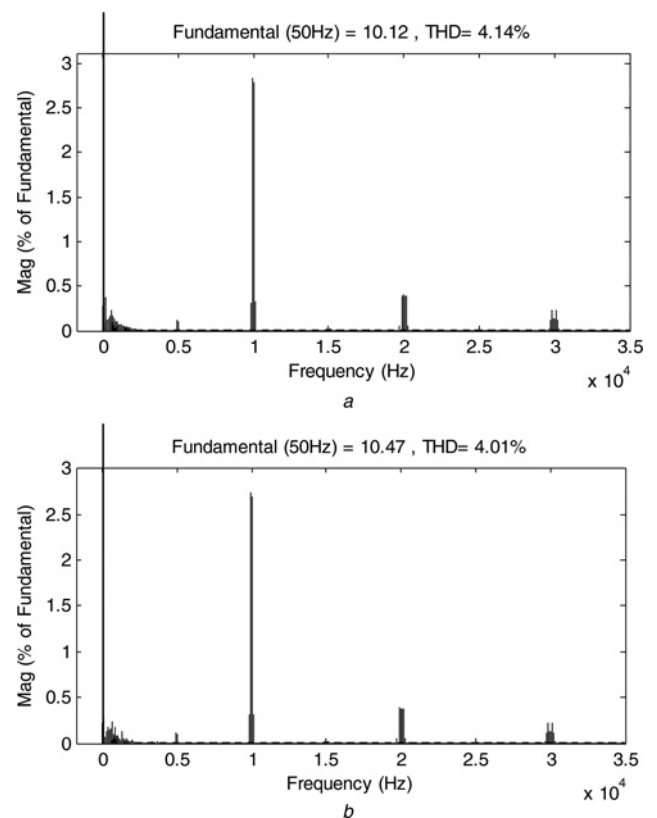 Fundamental (50Hz) = 10.12 , THD= 4.14%
3
2.5
2
1.5
1
0.5
0
Mag (% of Fundamental)
0 0.5 1 1.5 2 2.5 3 3.5
Frequency (Hz)
x 10^4
a
Fundamental (50Hz) = 10.47 , THD= 4.01%
3
2.5
2
1.5
1
0.5
0
Mag (% of Fundamental)
0 0.5 1 1.5 2 2.5 3 3.5
Frequency (Hz)
x 10^4
b